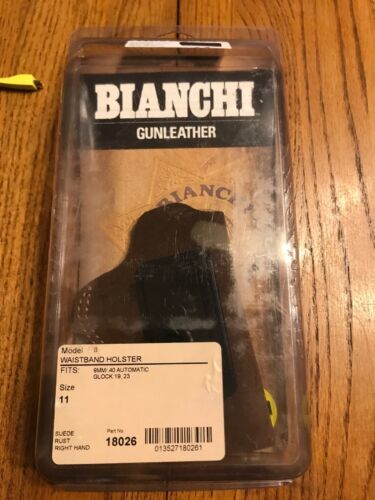 BIANCHI
GUNLEATHER
BIANCHI
Model
WAISTBAND HOLSTER
FITS: 9MM/.40 AUTOMATIC
GLOCK 19, 23
Size
11
SUEDE
RUST
RIGHT HAND
Part No.
18026
013527180261